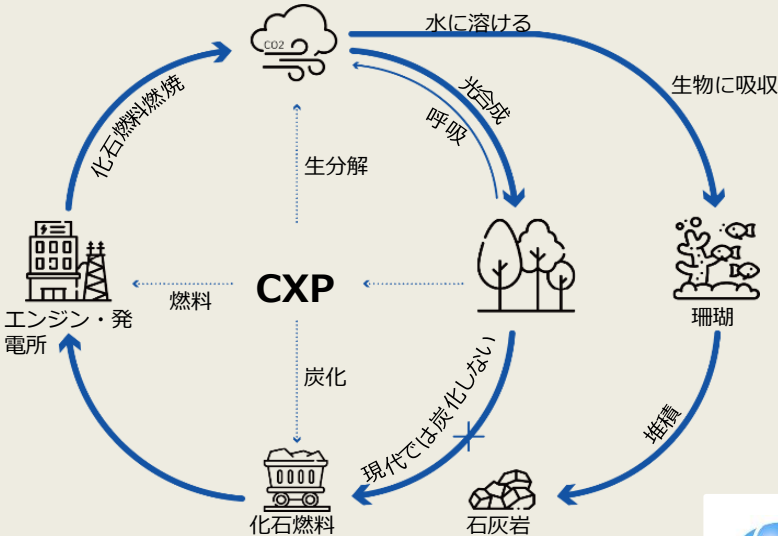 水に溶ける
CO2
生物に吸収
光合成
呼吸
化石燃料燃焼
生分解
CXP
燃料
エンジン・発
電所
珊瑚
炭化
現代では炭化しない
堆積
化石燃料
石灰岩